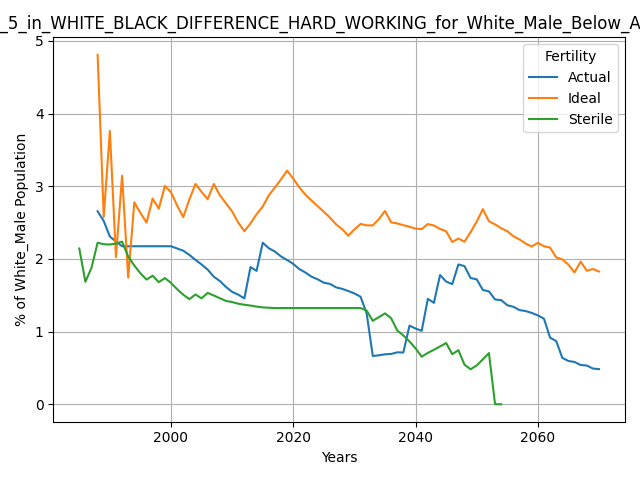 _5_in_WHITE_BLACK_DIFFERENCE_HARD_WORKING_for_White_Male_Below_A
Fertility
Actual
Ideal
Sterile
% of White_Male Population
5
4
3
2
1
0
2000 2020 2040 2060
Years